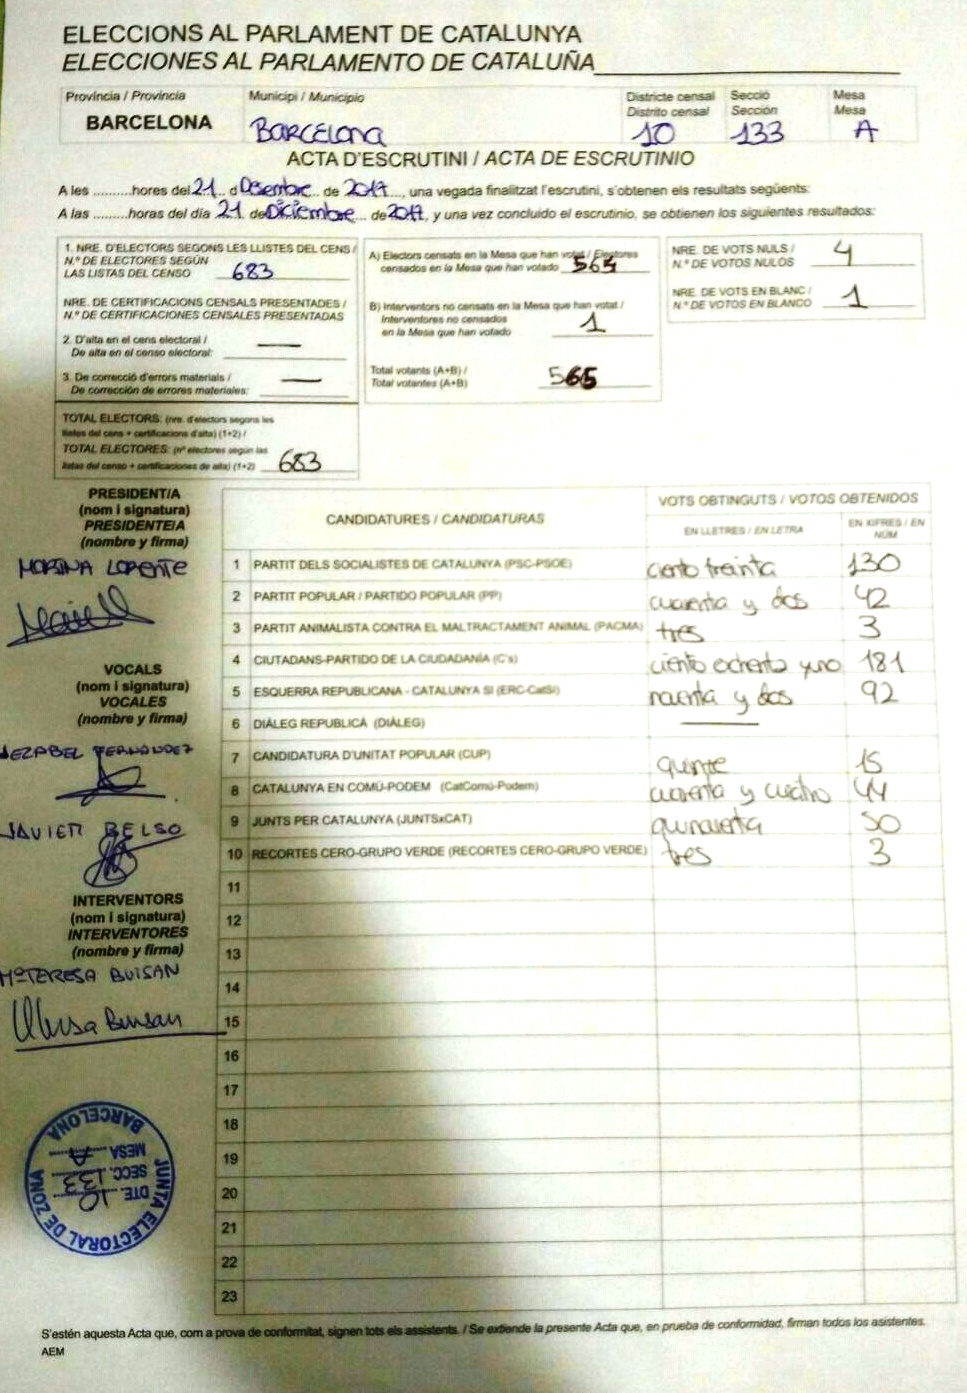 ELECCIONS AL PARLAMENT DE CATALUNYA
ELECCIONES AL PARLAMENTO DE CATALUÑA
Província / Provincia
BARCELONA
Municipi / Municipio
BARCELONA
Districte censal
Distrito censal
10
Secció
Sección
133
Mesa
Mesa
A
ACTA D'ESCRUTINI / ACTA DE ESCRUTINIO
A les ......... hores del 21 d Desembre de 2017, una vegada finalitzat l'escrutini, s'obtenen els resultats següents:
A las ......... horas del día 21 de Diciembre de 2017, y una vez concluido el escrutinio, se obtienen los siguientes resultados:
1. NRE. D'ELECTORS SEGONS LES LLISTES DEL CENS /
N.º DE ELECTORES SEGÚN
LAS LISTAS DEL CENSO 683
NRE. DE CERTIFICACIONS CENSALS PRESENTADES /
N.º DE CERTIFICACIONES CENSALES PRESENTADAS
2. D'alta en el cens electoral /
De alta en el censo electoral: —
3. De correcció d'errors materials /
De corrección de errores materiales: —
TOTAL ELECTORS: (nre. d'electors segons les
llistes del cens + certificacions d'alta) (1+2) /
TOTAL ELECTORES: (nº electores según las
listas del censo + certificaciones de alta) (1+2) 683
A) Electors censats en la Mesa que han votat / Electores
censados en la Mesa que han votado 564
B) Interventors no censats en la Mesa que han votat /
Interventores no censados
en la Mesa que han votado 1
Total votants (A+B) /
Total votantes (A+B) 565
NRE. DE VOTS NULS /
N.º DE VOTOS NULOS 4
NRE. DE VOTS EN BLANC /
N.º DE VOTOS EN BLANCO 1
PRESIDENT/A
(nom i signatura)
PRESIDENTE/A
(nombre y firma)
LORENTE
VOCALS
(nom i signatura)
VOCALES
(nombre y firma)
JEZABEL FERNANDEZ
JAVIER BELSO
INTERVENTORS
(nom i signatura)
INTERVENTORES
(nombre y firma)
Mª TERESA BUISAN
CANDIDATURES / CANDIDATURAS
VOTS OBTINGUTS / VOTOS OBTENIDOS
EN LLETRES / EN LETRA
EN XIFRES / EN NÚM
1 PARTIT DELS SOCIALISTES DE CATALUNYA (PSC-PSOE) ciento treinta 130
2 PARTIT POPULAR / PARTIDO POPULAR (PP) cuarenta y dos 42
3 PARTIT ANIMALISTA CONTRA EL MALTRACTAMENT ANIMAL (PACMA) tres 3
4 CIUTADANS-PARTIDO DE LA CIUDADANÍA (C's) ciento ochenta y uno 181
5 ESQUERRA REPUBLICANA - CATALUNYA SÍ (ERC-CatSí) noventa y dos 92
6 DIÀLEG REPUBLICÀ (DIÀLEG) —
7 CANDIDATURA D'UNITAT POPULAR (CUP) quince 15
8 CATALUNYA EN COMÚ-PODEM (CatComú-Podem) cuarenta y cuatro 44
9 JUNTS PER CATALUNYA (JUNTSxCAT) 50
10 RECORTES CERO-GRUPO VERDE (RECORTES CERO-GRUPO VERDE) tres 3
11
12
13
14
15
16
17
18
19
20
21
22
23
JUNTA ELECTORAL DE ZONA
BARCELONA
DTE. 10
SECC. 133
MESA A
S'estén aquesta Acta que, com a prova de conformitat, signen tots els assistents. / Se extiende la presente Acta que, en prueba de conformidad, firman todos los asistentes.
AEM